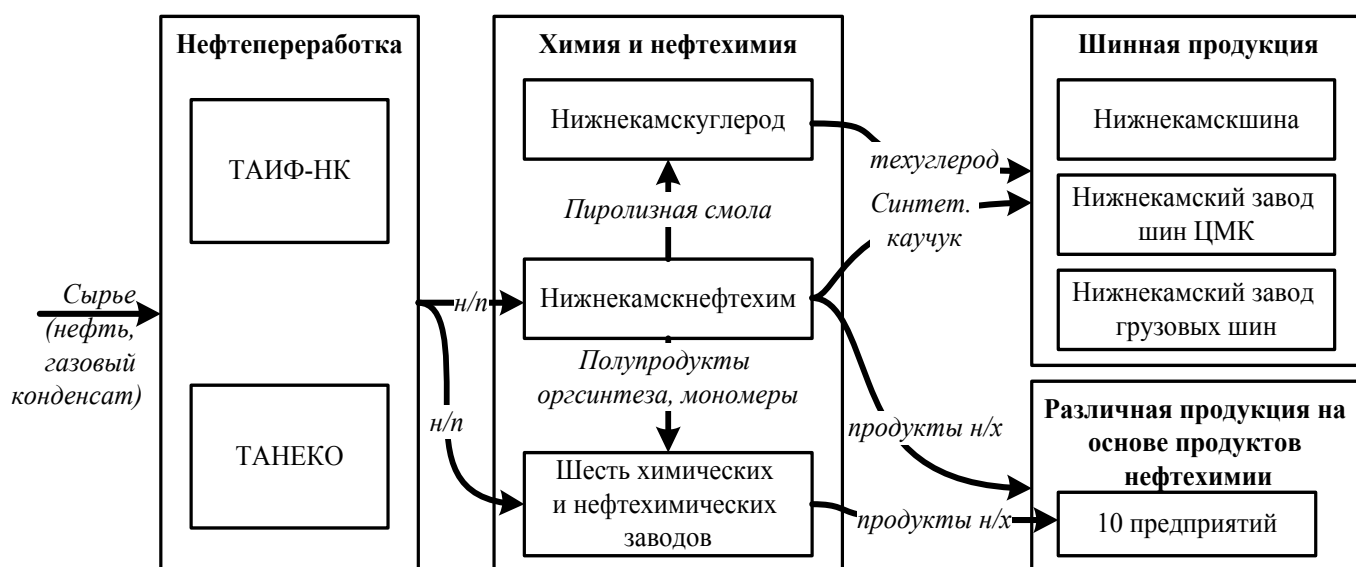 Нефтепереработка
ТАИФ-НК
ТАНЕКО
Сырье
(нефть,
газовый
конденсат)
н/п
н/п
Химия и нефтехимия
Нижнекамскуглерод
Пиролизная смола
Нижнекамскнефтехим
Полупродукты
оргсинтеза, мономеры
Шесть химических
и нефтехимических
заводов
техуглерод
Синтет.
каучук
продукты н/х
продукты н/х
Шинная продукция
Нижнекамскшина
Нижнекамский завод
шин ЦМК
Нижнекамский завод
грузовых шин
Различная продукция на
основе продуктов
нефтехимии
10 предприятий